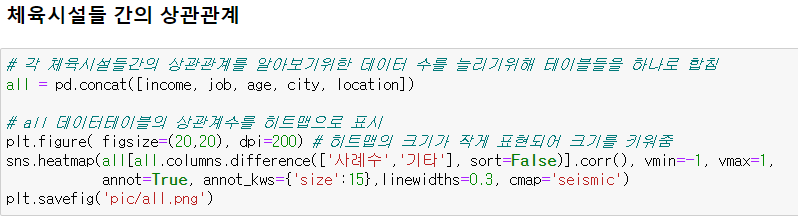 체육시설들 간의 상관관계
# 각 체육시설들간의 상관관계를 알아보기위한 데이터 수를 늘리기위해 테이블들을 하나로 합침
all = pd.concat([income, job, age, city, location])
# all 데이터테이블의 상관계수를 히트맵으로 표시
plt.figure( figsize=(20,20), dpi=200) # 히트맵의 크기가 작게 표현되어 크기를 키워줌
sns.heatmap(all[all.columns.difference(['사례수','기타'], sort=False)].corr(), vmin=-1, vmax=1,
annot=True, annot_kws={'size':15},linewidths=0.3, cmap='seismic')
plt.savefig('pic/all.png')